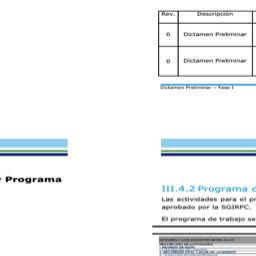 Rev. Descripción
0 Dictamen Preliminar
0 Dictamen Preliminar
Dictamen Preliminar – Fase I
Programa
III.4.2 Programa d
Las actividades para el pr
aprobado por la SGIRPC.
El programa de trabajo se